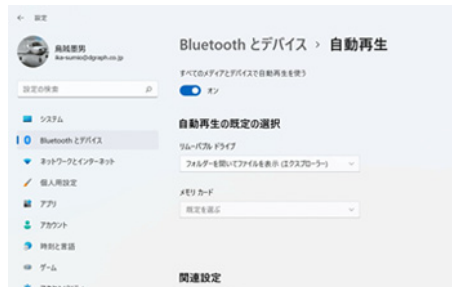 ← 設定
Bluetooth とデバイス › 自動再生
すべてのメディアとデバイスで自動再生を使う
設定の検索
オン
システム
自動再生の既定の選択
Bluetooth とデバイス
リムーバブル ドライブ
ネットワークとインターネット
フォルダーを開いてファイルを表示 (エクスプローラー)
個人用設定
メモリ カード
アプリ
既定を選ぶ
アカウント
時刻と言語
ゲーム
関連設定